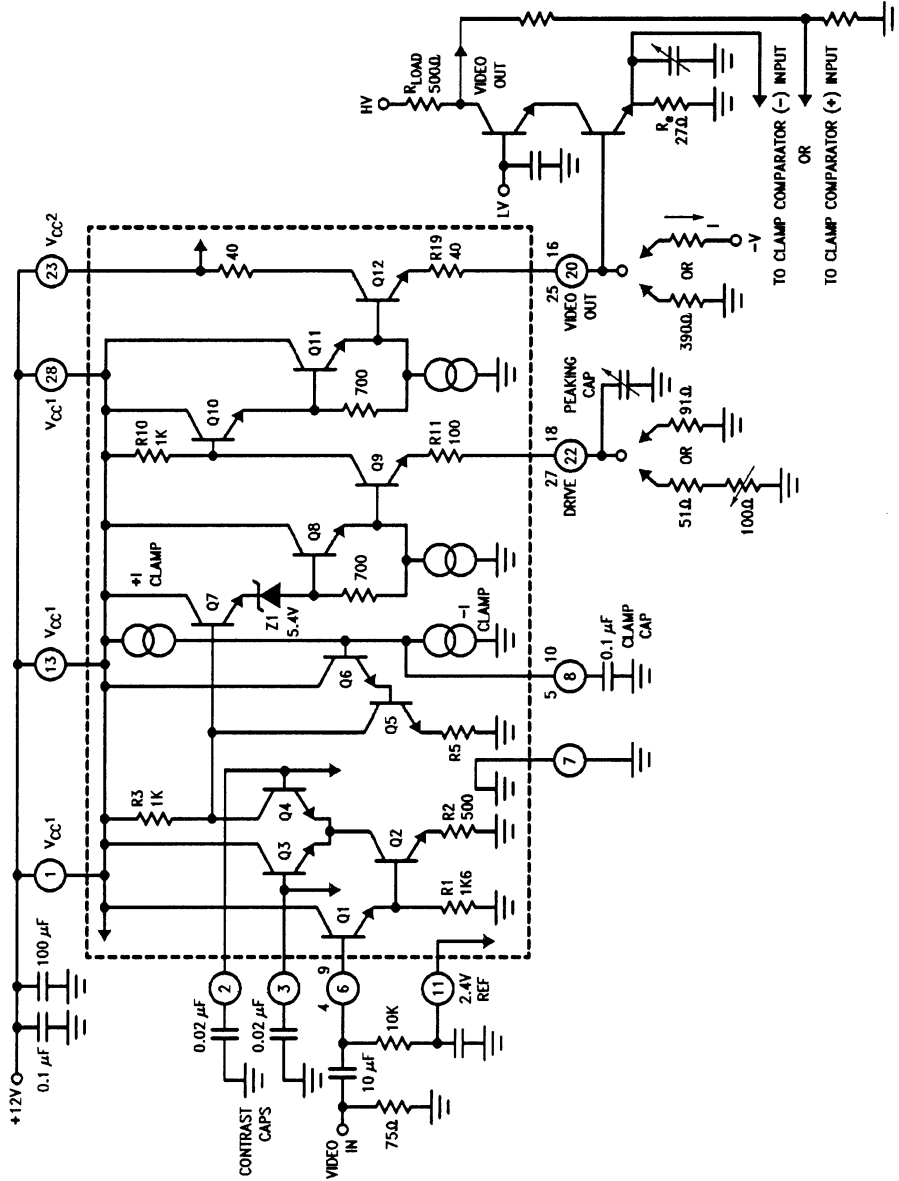 +12V
0.1 µF
100 µF
1
VCC1
13
VCC1
28
VCC1
23
VCC2
R3
1K
+I
CLAMP
R10
1K
40
HV
RLOAD
500Ω
VIDEO
OUT
LV
Re
27Ω
Q7
Z1
5.4V
Q10
Q4
Q3
Q6
Q5
Q8
Q11
Q9
Q12
700
700
Q2
Q1
R1
1K6
R2
500
R5
–I
CLAMP
R11
100
R19
40
CONTRAST
CAPS
0.02 µF
2
0.02 µF
3
VIDEO
IN
75Ω
10 µF
4
6
9
10K
11
2.4V
REF
7
5
8
10
0.1 µF
CLAMP
CAP
27
22
18
DRIVE
PEAKING
CAP
51Ω
OR
91Ω
100Ω
25
20
16
VIDEO
OUT
390Ω
OR
I
–V
TO CLAMP COMPARATOR (–) INPUT
OR
TO CLAMP COMPARATOR (+) INPUT